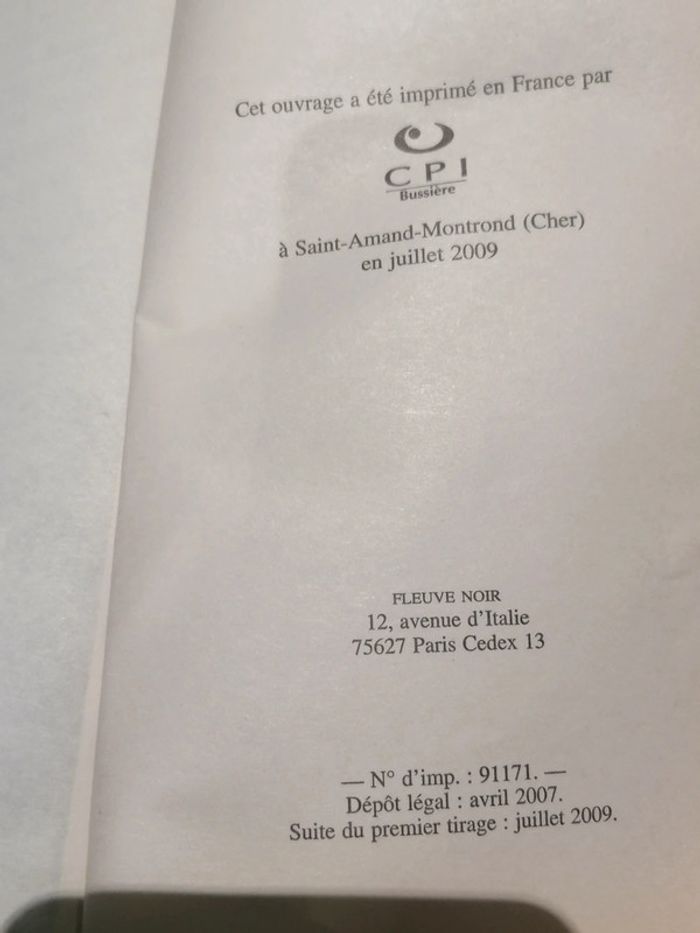 Cet ouvrage a été imprimé en France par
CPI
Bussière
à Saint-Amand-Montrond (Cher)
en juillet 2009
FLEUVE NOIR
12, avenue d'Italie
75627 Paris Cedex 13
— N° d'imp. : 91171. —
Dépôt légal : avril 2007.
Suite du premier tirage : juillet 2009.